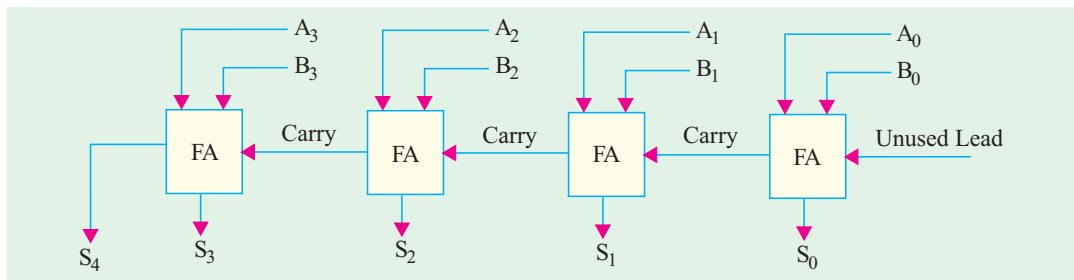 A₃ A₂ A₁ A₀
B₃ B₂ B₁ B₀
Carry Carry Carry Unused Lead
FA FA FA FA
S₄ S₃ S₂ S₁ S₀